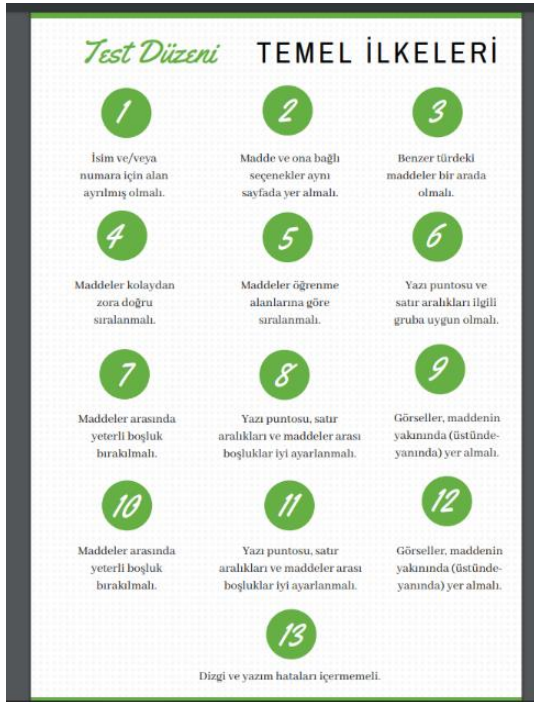 Test Düzeni TEMEL İLKELERİ
1
İsim ve/veya
numara için alan
ayrılmış olmalı.
2
Madde ve ona bağlı
seçenekler aynı
sayfada yer almalı.
3
Benzer türdeki
maddeler bir arada
olmalı.
4
Maddeler kolaydan
zora doğru
sıralanmalı.
5
Maddeler öğrenme
alanlarına göre
sıralanmalı.
6
Yazı puntosu ve
satır aralıkları ilgili
gruba uygun olmalı.
7
Maddeler arasında
yeterli boşluk
bırakılmalı.
8
Yazı puntosu, satır
aralıkları ve maddeler arası
boşluklar iyi ayarlanmalı.
9
Görseller, maddenin
yakınında (üstünde-
yanında) yer almalı.
10
Maddeler arasında
yeterli boşluk
bırakılmalı.
11
Yazı puntosu, satır
aralıkları ve maddeler arası
boşluklar iyi ayarlanmalı.
12
Görseller, maddenin
yakınında (üstünde-
yanında) yer almalı.
13
Dizgi ve yazım hataları içermemeli.